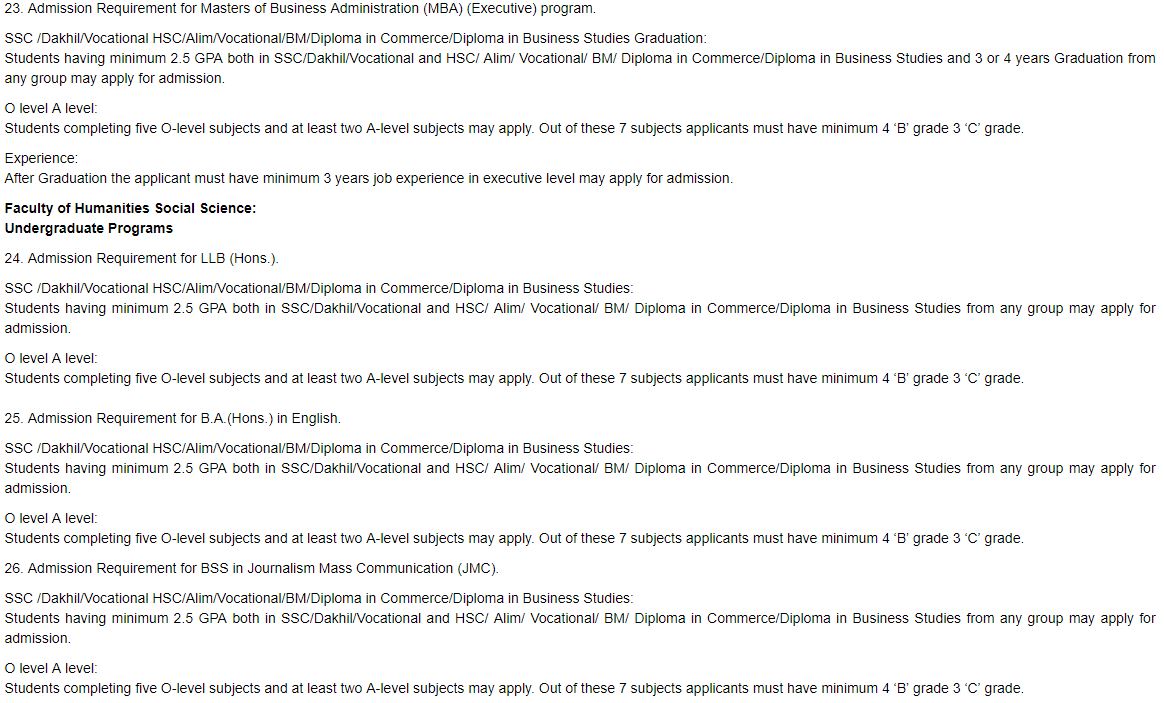 23. Admission Requirement for Masters of Business Administration (MBA) (Executive) program.
SSC /Dakhil/Vocational HSC/Alim/Vocational/BM/Diploma in Commerce/Diploma in Business Studies Graduation:
Students having minimum 2.5 GPA both in SSC/Dakhil/Vocational and HSC/ Alim/ Vocational/ BM/ Diploma in Commerce/Diploma in Business Studies and 3 or 4 years Graduation from
any group may apply for admission.
O level A level:
Students completing five O-level subjects and at least two A-level subjects may apply. Out of these 7 subjects applicants must have minimum 4 ‘B’ grade 3 ‘C’ grade.
Experience:
After Graduation the applicant must have minimum 3 years job experience in executive level may apply for admission.
Faculty of Humanities Social Science:
Undergraduate Programs
24. Admission Requirement for LLB (Hons.).
SSC /Dakhil/Vocational HSC/Alim/Vocational/BM/Diploma in Commerce/Diploma in Business Studies:
Students having minimum 2.5 GPA both in SSC/Dakhil/Vocational and HSC/ Alim/ Vocational/ BM/ Diploma in Commerce/Diploma in Business Studies from any group may apply for
admission.
O level A level:
Students completing five O-level subjects and at least two A-level subjects may apply. Out of these 7 subjects applicants must have minimum 4 ‘B’ grade 3 ‘C’ grade.
25. Admission Requirement for B.A.(Hons.) in English.
SSC /Dakhil/Vocational HSC/Alim/Vocational/BM/Diploma in Commerce/Diploma in Business Studies:
Students having minimum 2.5 GPA both in SSC/Dakhil/Vocational and HSC/ Alim/ Vocational/ BM/ Diploma in Commerce/Diploma in Business Studies from any group may apply for
admission.
O level A level:
Students completing five O-level subjects and at least two A-level subjects may apply. Out of these 7 subjects applicants must have minimum 4 ‘B’ grade 3 ‘C’ grade.
26. Admission Requirement for BSS in Journalism Mass Communication (JMC).
SSC /Dakhil/Vocational HSC/Alim/Vocational/BM/Diploma in Commerce/Diploma in Business Studies:
Students having minimum 2.5 GPA both in SSC/Dakhil/Vocational and HSC/ Alim/ Vocational/ BM/ Diploma in Commerce/Diploma in Business Studies from any group may apply for
admission.
O level A level:
Students completing five O-level subjects and at least two A-level subjects may apply. Out of these 7 subjects applicants must have minimum 4 ‘B’ grade 3 ‘C’ grade.